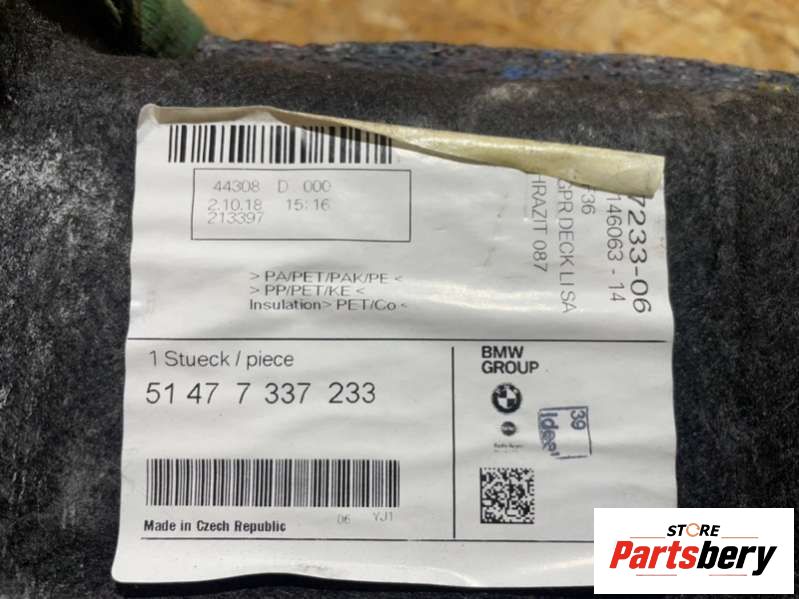 44308 D 000
2.10.18 15:16
213397
> PA/PET/PAK/PE <
> PP/PET/KE <
Insulation> PET/Co <
7233-06
146063 - 14
F36
GPR DECK LI SA
HRAZIT 087
1 Stueck / piece
51 47 7 337 233
Made in Czech Republic
06 YJ1
BMW
GROUP
39
idea
STORE
Partsbery